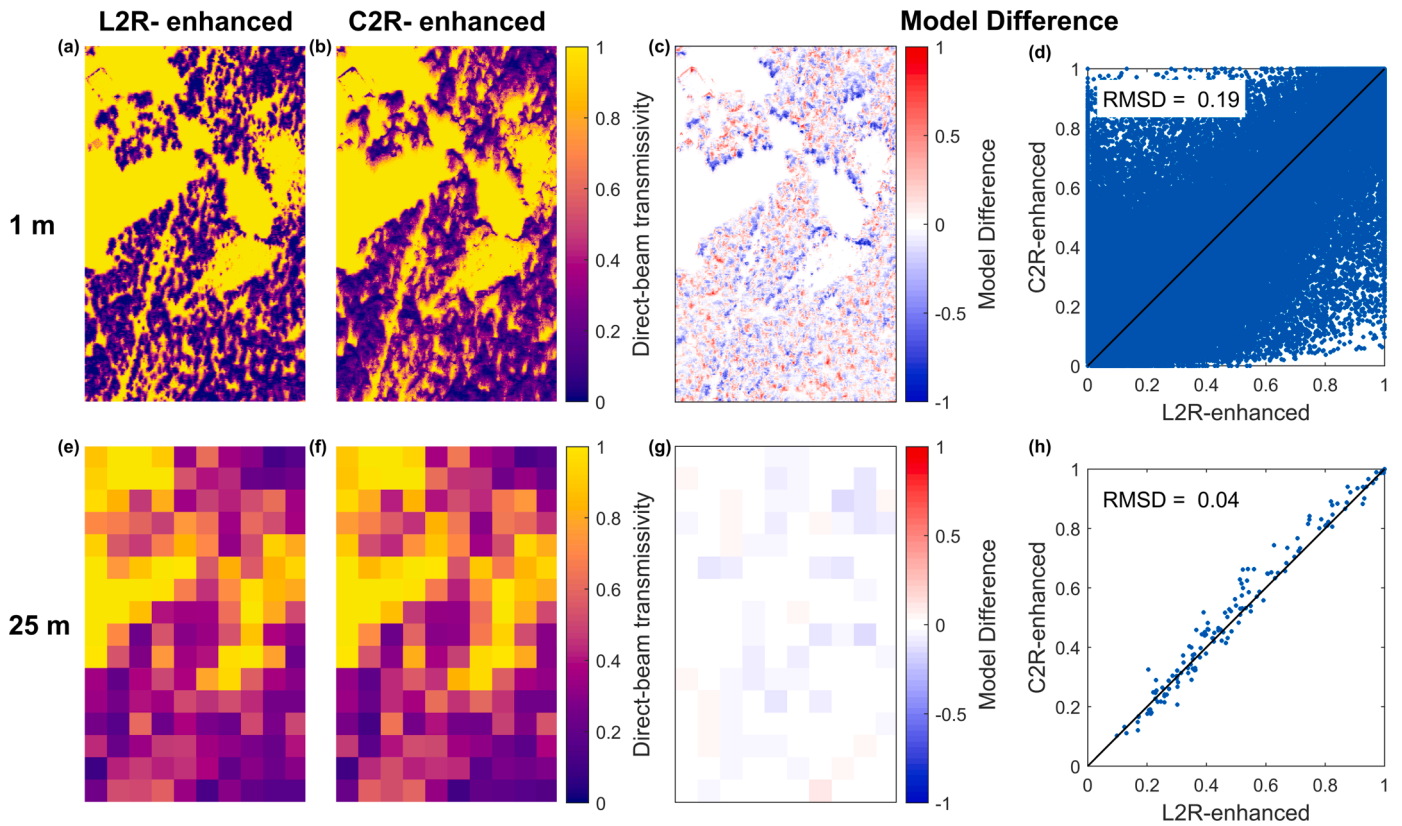 L2R- enhanced
C2R- enhanced
Model Difference
(a)
(b)
(c)
(d)
1 m
1
0.8
0.6
0.4
0.2
0
Direct-beam transmissivity
1
0.5
0
-0.5
-1
Model Difference
RMSD = 0.19
1
0.8
0.6
0.4
0.2
0
C2R-enhanced
0
0.2
0.4
0.6
0.8
1
L2R-enhanced
(e)
(f)
(g)
(h)
25 m
1
0.8
0.6
0.4
0.2
0
Direct-beam transmissivity
1
0.5
0
-0.5
-1
Model Difference
RMSD = 0.04
1
0.8
0.6
0.4
0.2
0
C2R-enhanced
0
0.2
0.4
0.6
0.8
1
L2R-enhanced